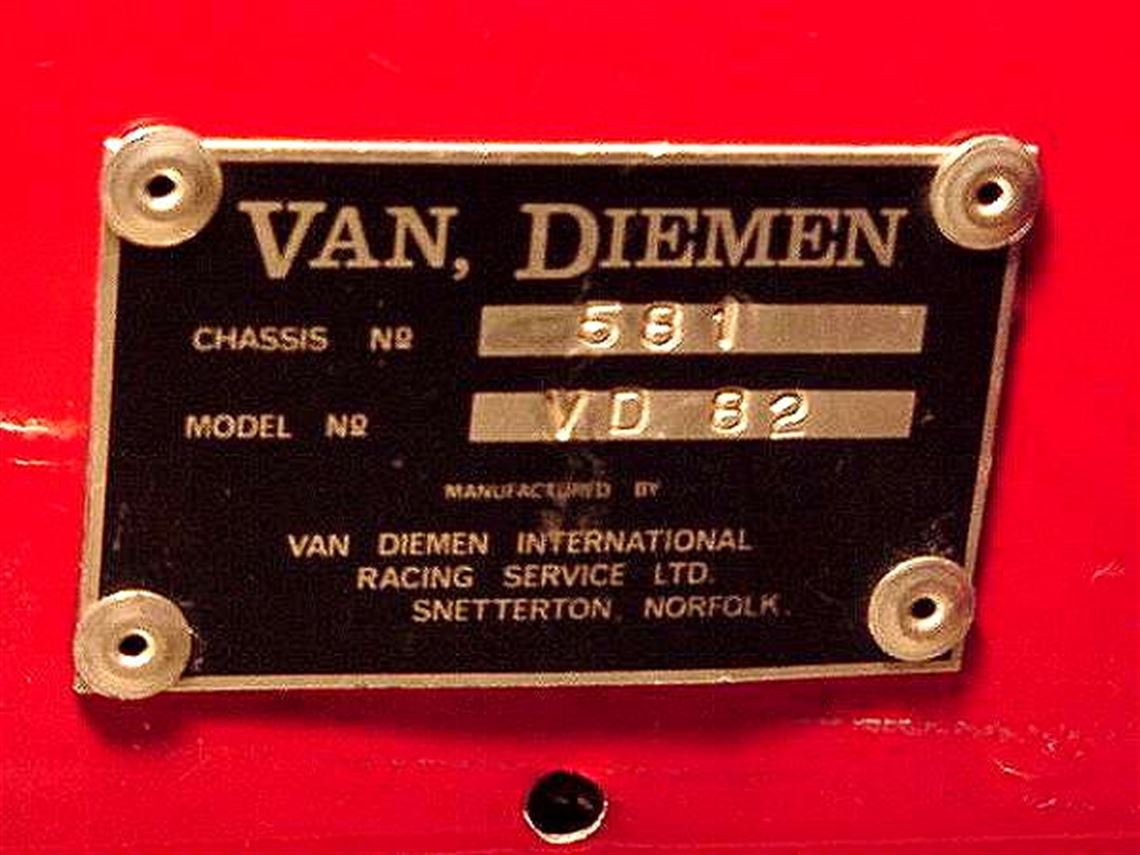 VAN, DIEMEN
CHASSIS Nº 581
MODEL Nº VD. 82
MANUFACTURED BY
VAN DIEMEN INTERNATIONAL
RACING SERVICE LTD.
SNETTERTON, NORFOLK.